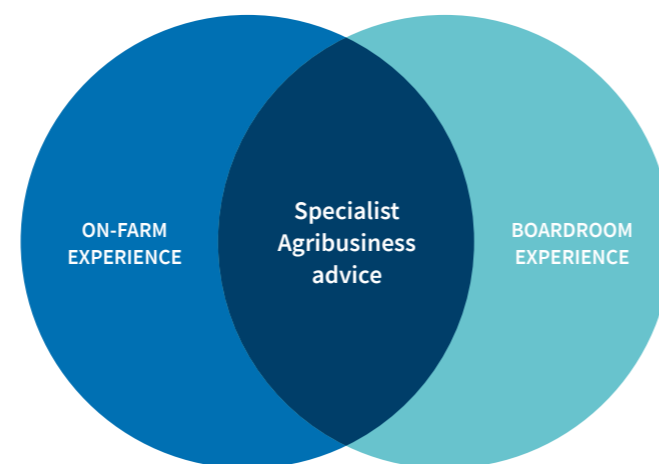 ON-FARM
EXPERIENCE
Specialist
Agribusiness
advice
BOARDROOM
EXPERIENCE